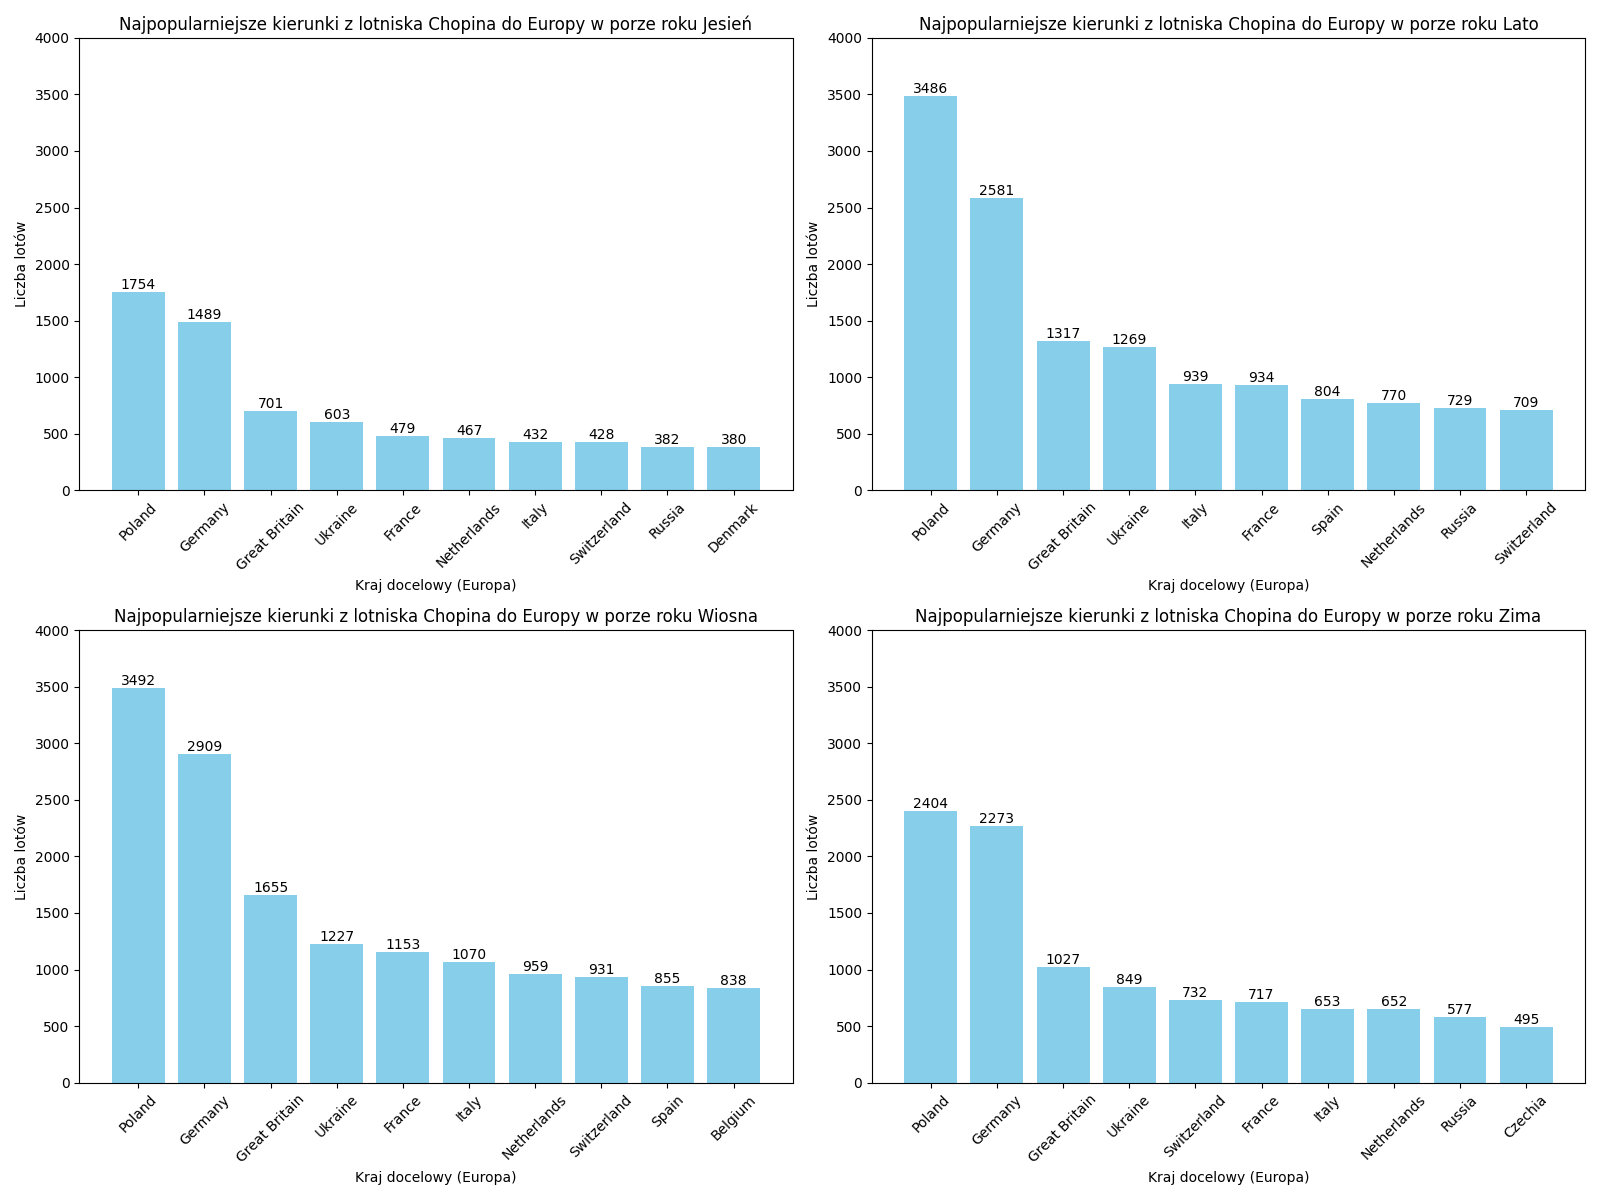 Najpopularniejsze kierunki z lotniska Chopina do Europy w porze roku Jesień
4000
3500
3000
2500
2000
1500
1000
500
0
Liczba lotów
1754
1489
701
603
479
467
432
428
382
380
Poland
Germany
Great Britain
Ukraine
France
Netherlands
Italy
Switzerland
Russia
Denmark
Kraj docelowy (Europa)
Najpopularniejsze kierunki z lotniska Chopina do Europy w porze roku Lato
4000
3500
3000
2500
2000
1500
1000
500
0
Liczba lotów
3486
2581
1317
1269
939
934
804
770
729
709
Poland
Germany
Great Britain
Ukraine
Italy
France
Spain
Netherlands
Russia
Switzerland
Kraj docelowy (Europa)
Najpopularniejsze kierunki z lotniska Chopina do Europy w porze roku Wiosna
4000
3500
3000
2500
2000
1500
1000
500
0
Liczba lotów
3492
2909
1655
1227
1153
1070
959
931
855
838
Poland
Germany
Great Britain
Ukraine
France
Italy
Netherlands
Switzerland
Spain
Belgium
Kraj docelowy (Europa)
Najpopularniejsze kierunki z lotniska Chopina do Europy w porze roku Zima
4000
3500
3000
2500
2000
1500
1000
500
0
Liczba lotów
2404
2273
1027
849
732
717
653
652
577
495
Poland
Germany
Great Britain
Ukraine
Switzerland
France
Italy
Netherlands
Russia
Czechia
Kraj docelowy (Europa)